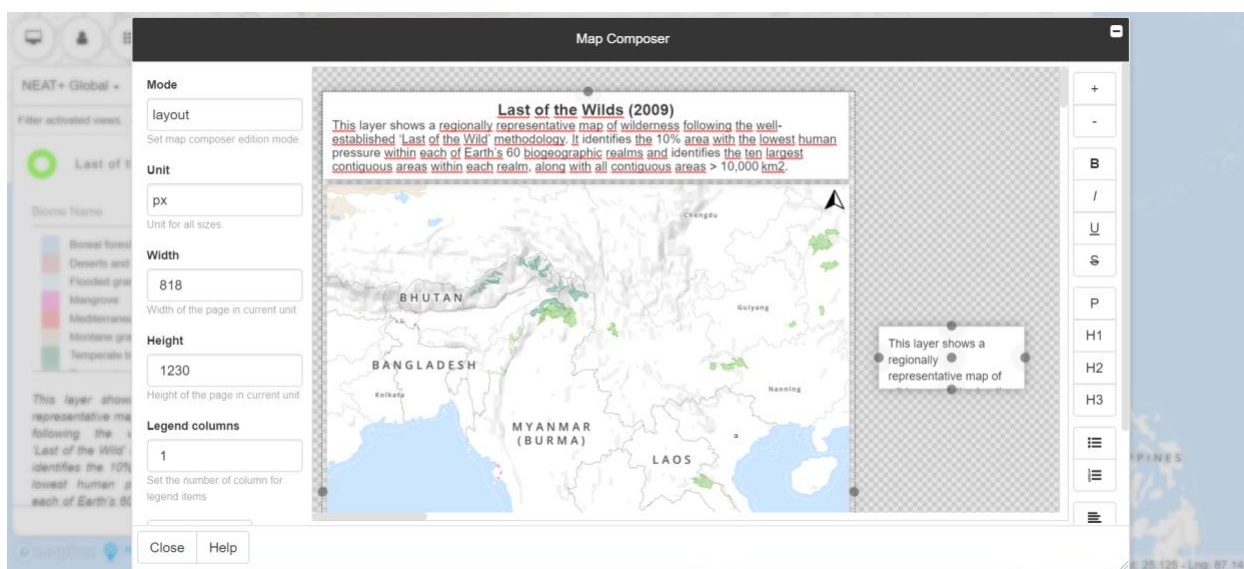 Map Composer
NEAT+ Global
Filter activated views
Last of t
Biome Name
Boreal forest
Deserts and
Flooded gra
Mangrove
Mediterranea
Montane gra
Temperate b
This layer show
representative ma
following the
'Last of the Wild'
identifies the 10%
lowest human p
each of Earth's 60
Mode
layout
Set map composer edition mode.
Unit
px
Unit for all sizes
Width
818
Width of the page in current unit
Height
1230
Height of the page in current unit
Legend columns
1
Set the number of column for
legend items
Close
Help
Last of the Wilds (2009)
This layer shows a regionally representative map of wilderness following the well-
established 'Last of the Wild' methodology. It identifies the 10% area with the lowest human
pressure within each of Earth's 60 biogeographic realms and identifies the ten largest
contiguous areas within each realm, along with all contiguous areas > 10,000 km2.
Chengdu
BHUTAN
Guiyang
BANGLADESH
Kolkata
Nanning
MYANMAR
(BURMA)
LAOS
This layer shows a
regionally
representative map of
+
-
B
I
U
S
P
H1
H2
H3
PPINES
25.125 - Lng: 87.14